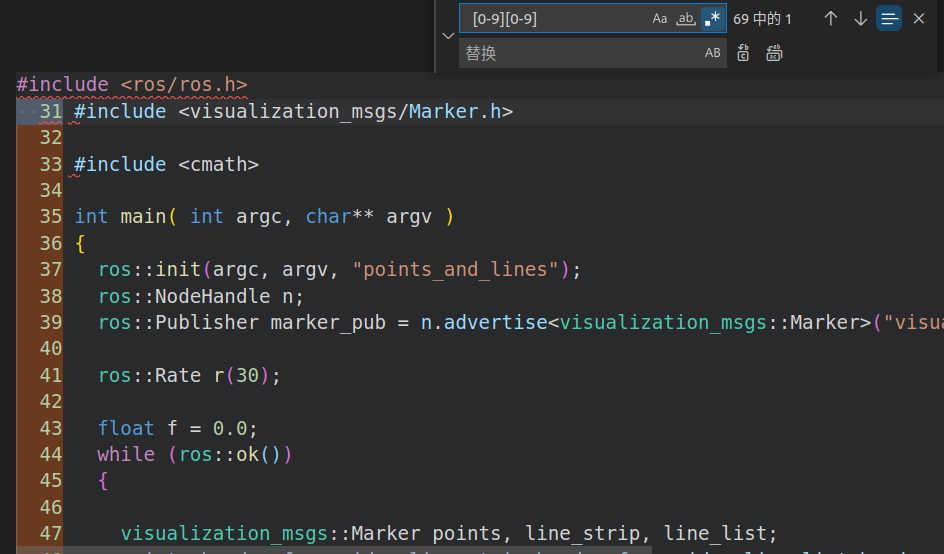 [0-9][0-9] Aa ab, .* 69 中的 1
替换 AB
#include <ros/ros.h>
31 #include <visualization_msgs/Marker.h>
32
33 #include <cmath>
34
35 int main( int argc, char** argv )
36 {
37   ros::init(argc, argv, "points_and_lines");
38   ros::NodeHandle n;
39   ros::Publisher marker_pub = n.advertise<visualization_msgs::Marker>("visua
40
41   ros::Rate r(30);
42
43   float f = 0.0;
44   while (ros::ok())
45   {
46
47     visualization_msgs::Marker points, line_strip, line_list;